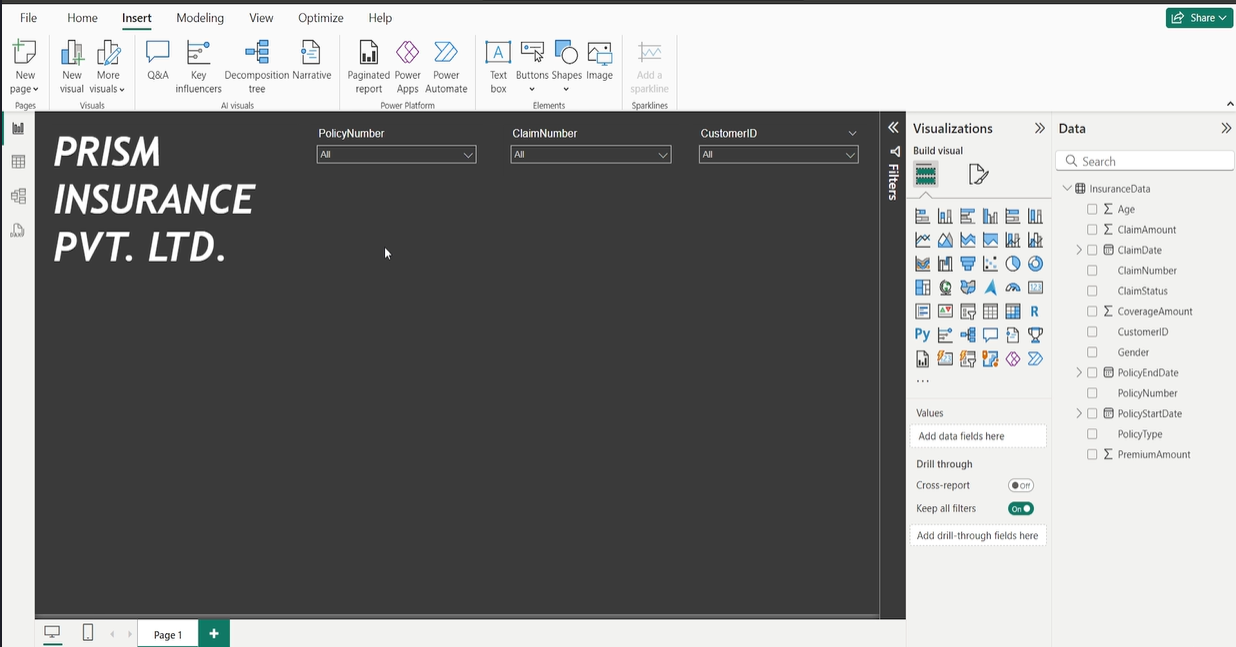 File Home Insert Modeling View Optimize Help Share
New page
New visual
More visuals
Q&A
Key influencers
Decomposition tree
Narrative
Paginated report
Power Apps
Power Automate
Text box
Buttons
Shapes
Image
Add a sparkline
Pages Visuals AI visuals Power Platform Elements Sparklines
PRISM
INSURANCE
PVT. LTD.
PolicyNumber
All
ClaimNumber
All
CustomerID
All
Filters
Visualizations
Build visual
123
R
Py
...
Values
Add data fields here
Drill through
Cross-report Off
Keep all filters On
Add drill-through fields here
Data
Search
InsuranceData
Σ Age
Σ ClaimAmount
ClaimDate
ClaimNumber
ClaimStatus
Σ CoverageAmount
CustomerID
Gender
PolicyEndDate
PolicyNumber
PolicyStartDate
PolicyType
Σ PremiumAmount
Page 1 +